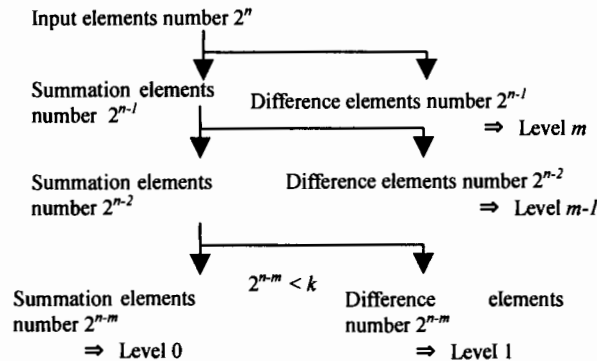 Input elements number 2^n
Summation elements
number 2^{n-1}
Difference elements number 2^{n-1}
⇒ Level m
Summation elements
number 2^{n-2}
Difference elements number 2^{n-2}
⇒ Level m-1
2^{n-m} < k
Summation elements
number 2^{n-m}
⇒ Level 0
Difference elements
number 2^{n-m}
⇒ Level 1